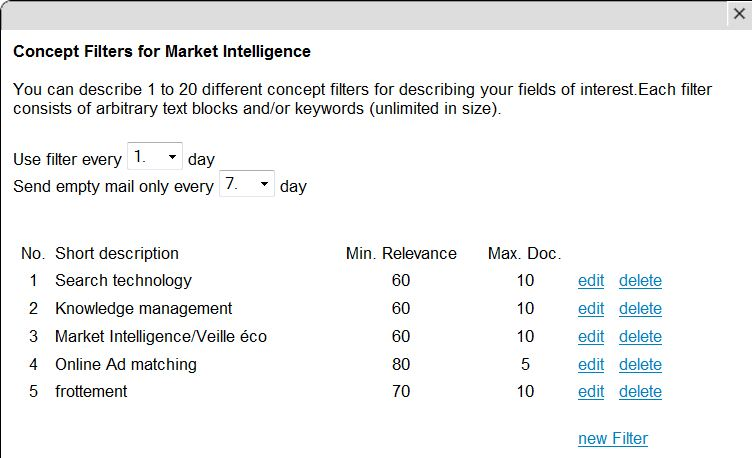 Concept Filters for Market Intelligence
You can describe 1 to 20 different concept filters for describing your fields of interest.Each filter
consists of arbitrary text blocks and/or keywords (unlimited in size).
Use filter every 1. day
Send empty mail only every 7. day
No. Short description Min. Relevance Max. Doc.
1 Search technology 60 10 edit delete
2 Knowledge management 60 10 edit delete
3 Market Intelligence/Veille éco 60 10 edit delete
4 Online Ad matching 80 5 edit delete
5 frottement 70 10 edit delete
new Filter